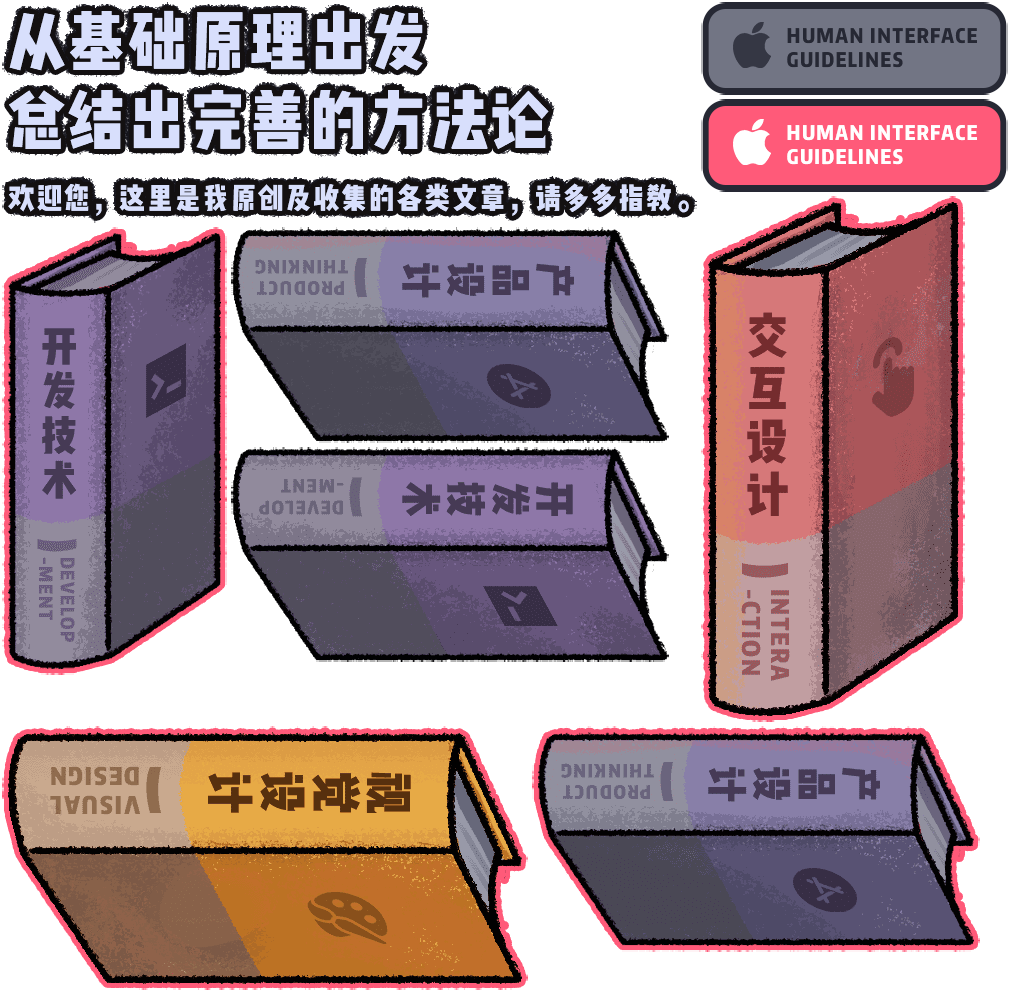 从基础原理出发
总结出完善的方法论
欢迎您，这里是我原创及收集的各类文章，请多多指教。
HUMAN INTERFACE
GUIDELINES
HUMAN INTERFACE
GUIDELINES
开发技术
DEVELOP
-MENT
产品设计
PRODUCT
THINKING
开发技术
DEVELOP
-MENT
交互设计
INTERA
-CTION
视觉设计
VISUAL
DESIGN
产品设计
PRODUCT
THINKING